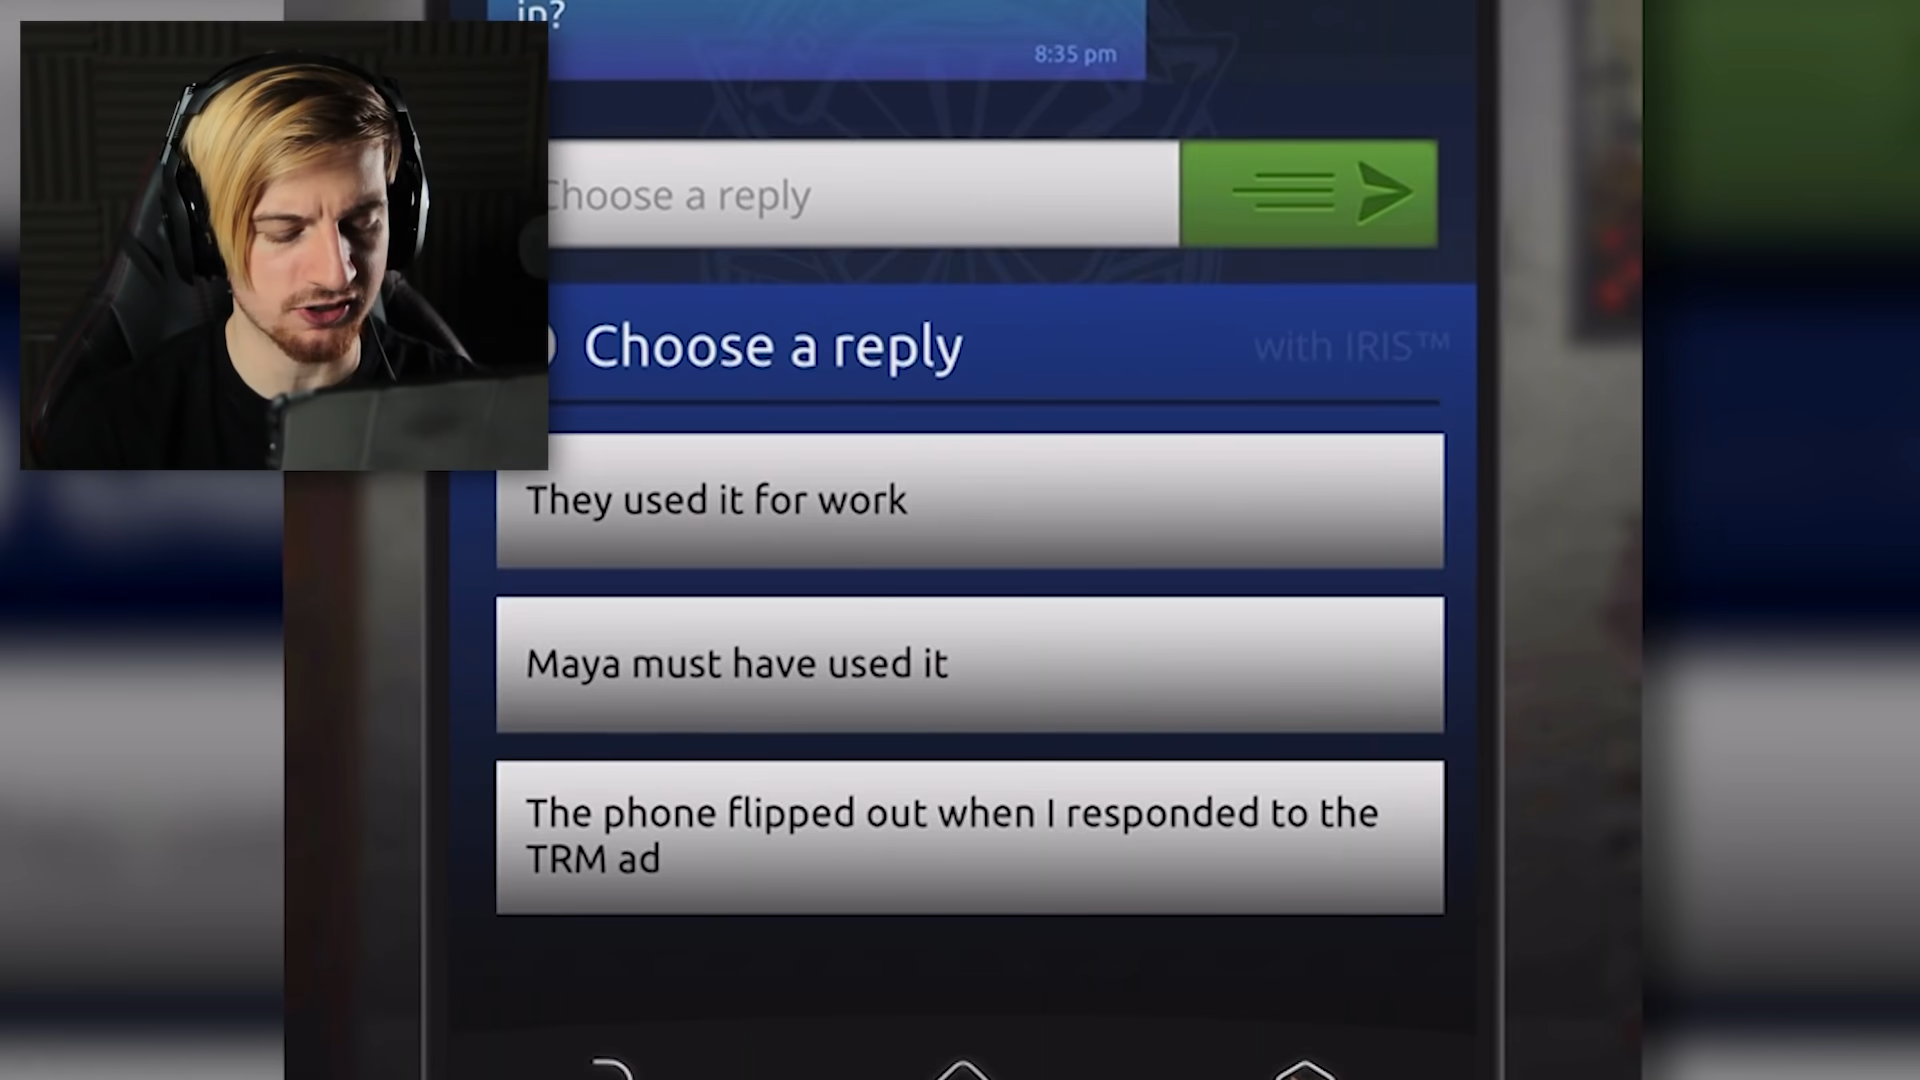 in?
8:35 pm
Choose a reply
Choose a reply
with IRIS™
They used it for work
Maya must have used it
The phone flipped out when I responded to the
TRM ad